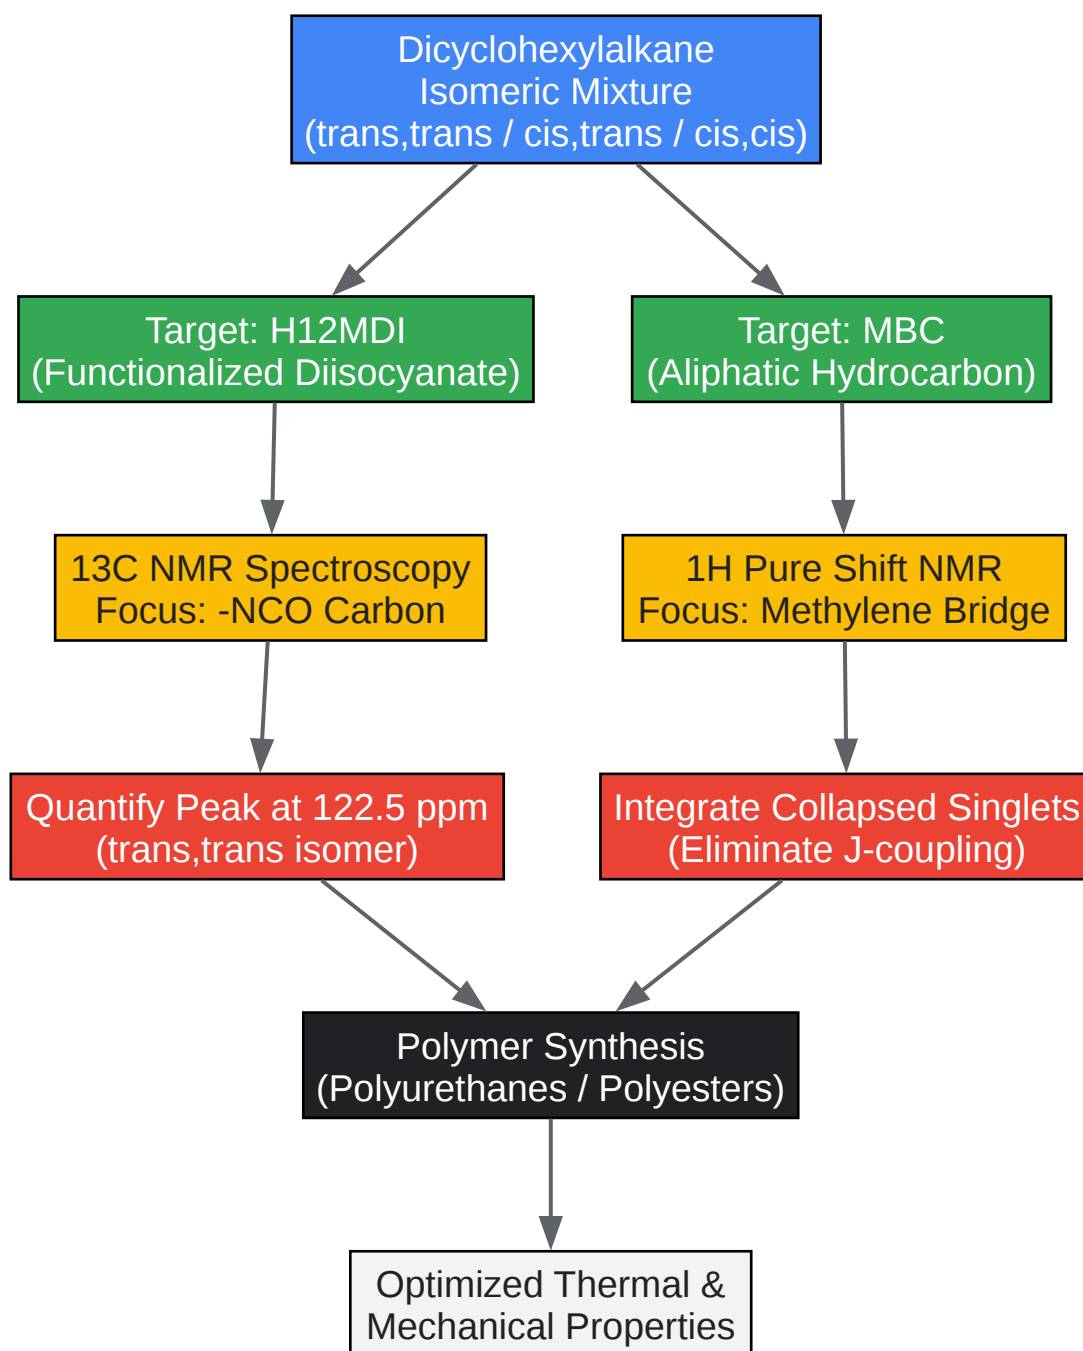 Dicyclohexylalkane
Isomeric Mixture
(trans,trans / cis,trans / cis,cis)
Target: H12MDI
(Functionalized Diisocyanate)
Target: MBC
(Aliphatic Hydrocarbon)
13C NMR Spectroscopy
Focus: -NCO Carbon
1H Pure Shift NMR
Focus: Methylene Bridge
Quantify Peak at 122.5 ppm
(trans,trans isomer)
Integrate Collapsed Singlets
(Eliminate J-coupling)
Polymer Synthesis
(Polyurethanes / Polyesters)
Optimized Thermal &
Mechanical Properties